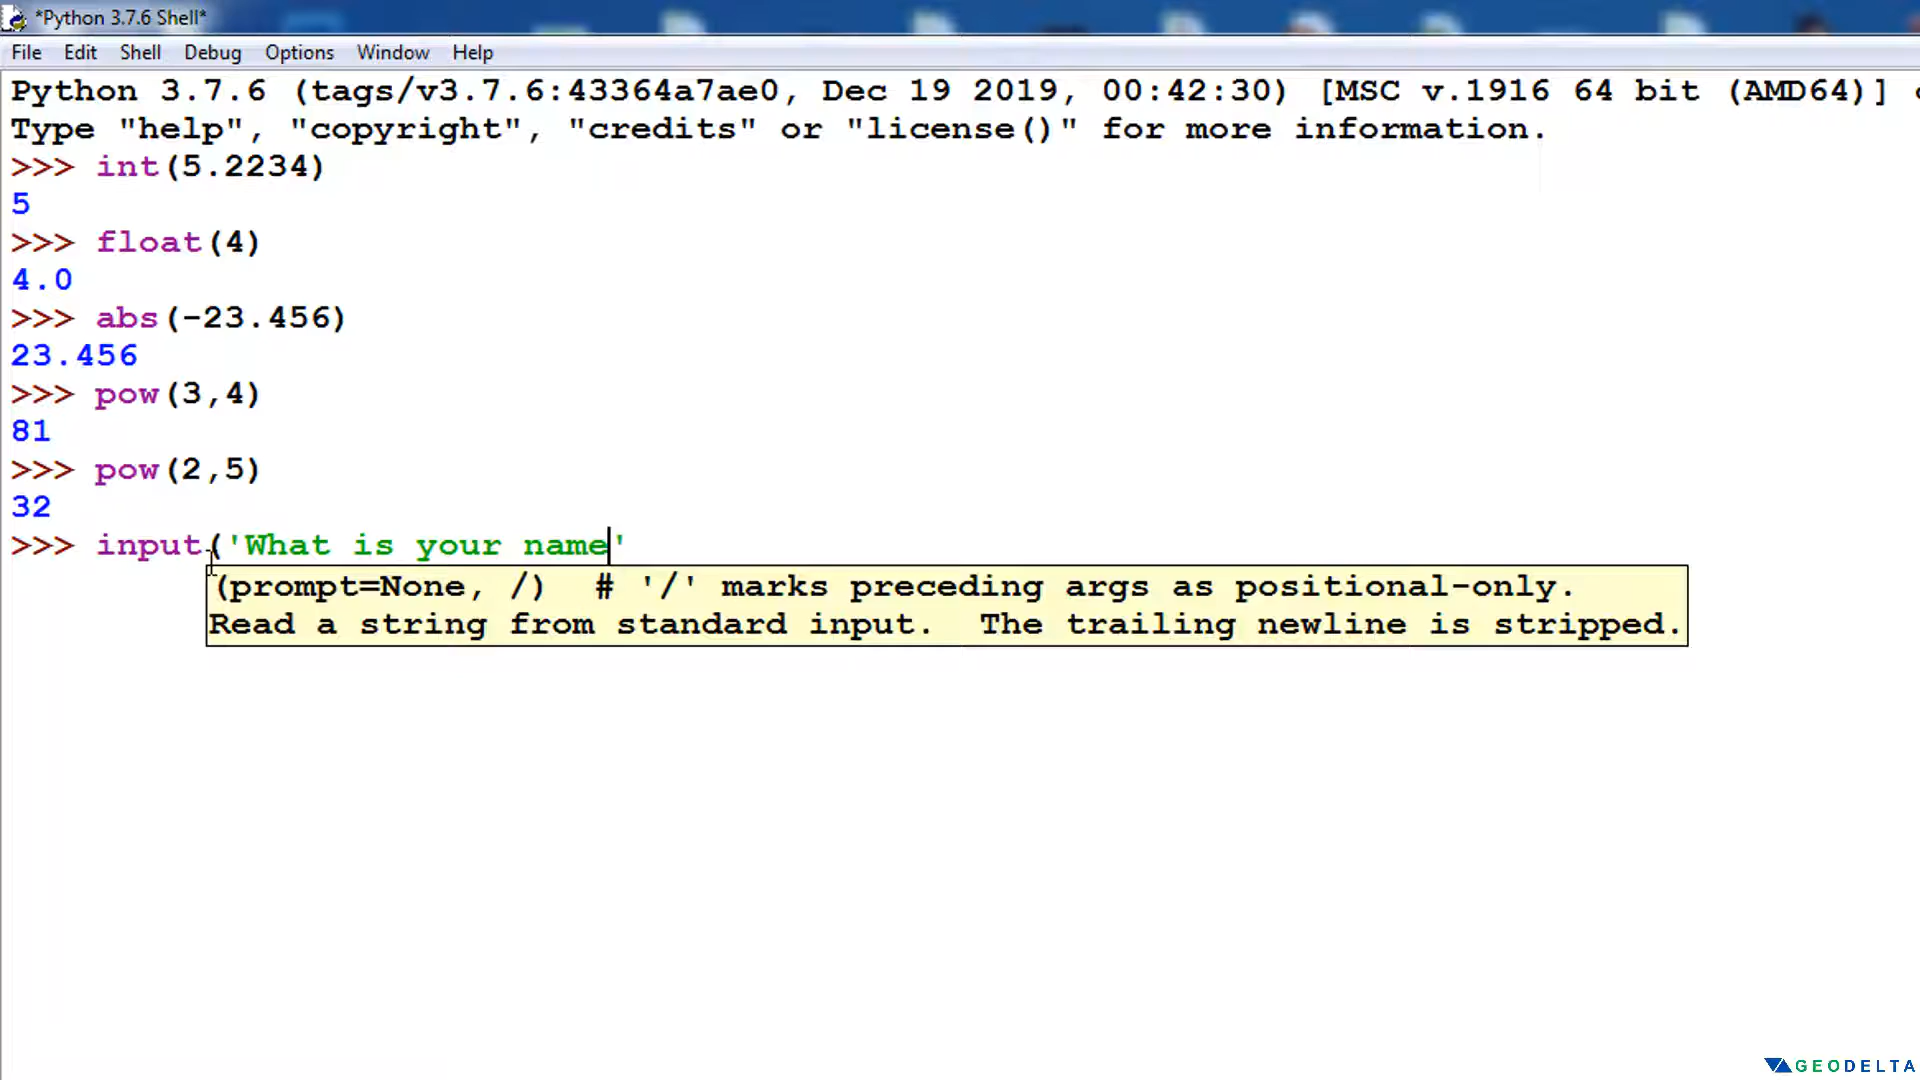 *Python 3.7.6 Shell*
File Edit Shell Debug Options Window Help
Python 3.7.6 (tags/v3.7.6:43364a7ae0, Dec 19 2019, 00:42:30) [MSC v.1916 64 bit (AMD64)]
Type "help", "copyright", "credits" or "license()" for more information.
>>> int(5.2234)
5
>>> float(4)
4.0
>>> abs(-23.456)
23.456
>>> pow(3,4)
81
>>> pow(2,5)
32
>>> input('What is your name'
(prompt=None, /)  # '/' marks preceding args as positional-only.
Read a string from standard input.  The trailing newline is stripped.
GEODELTA